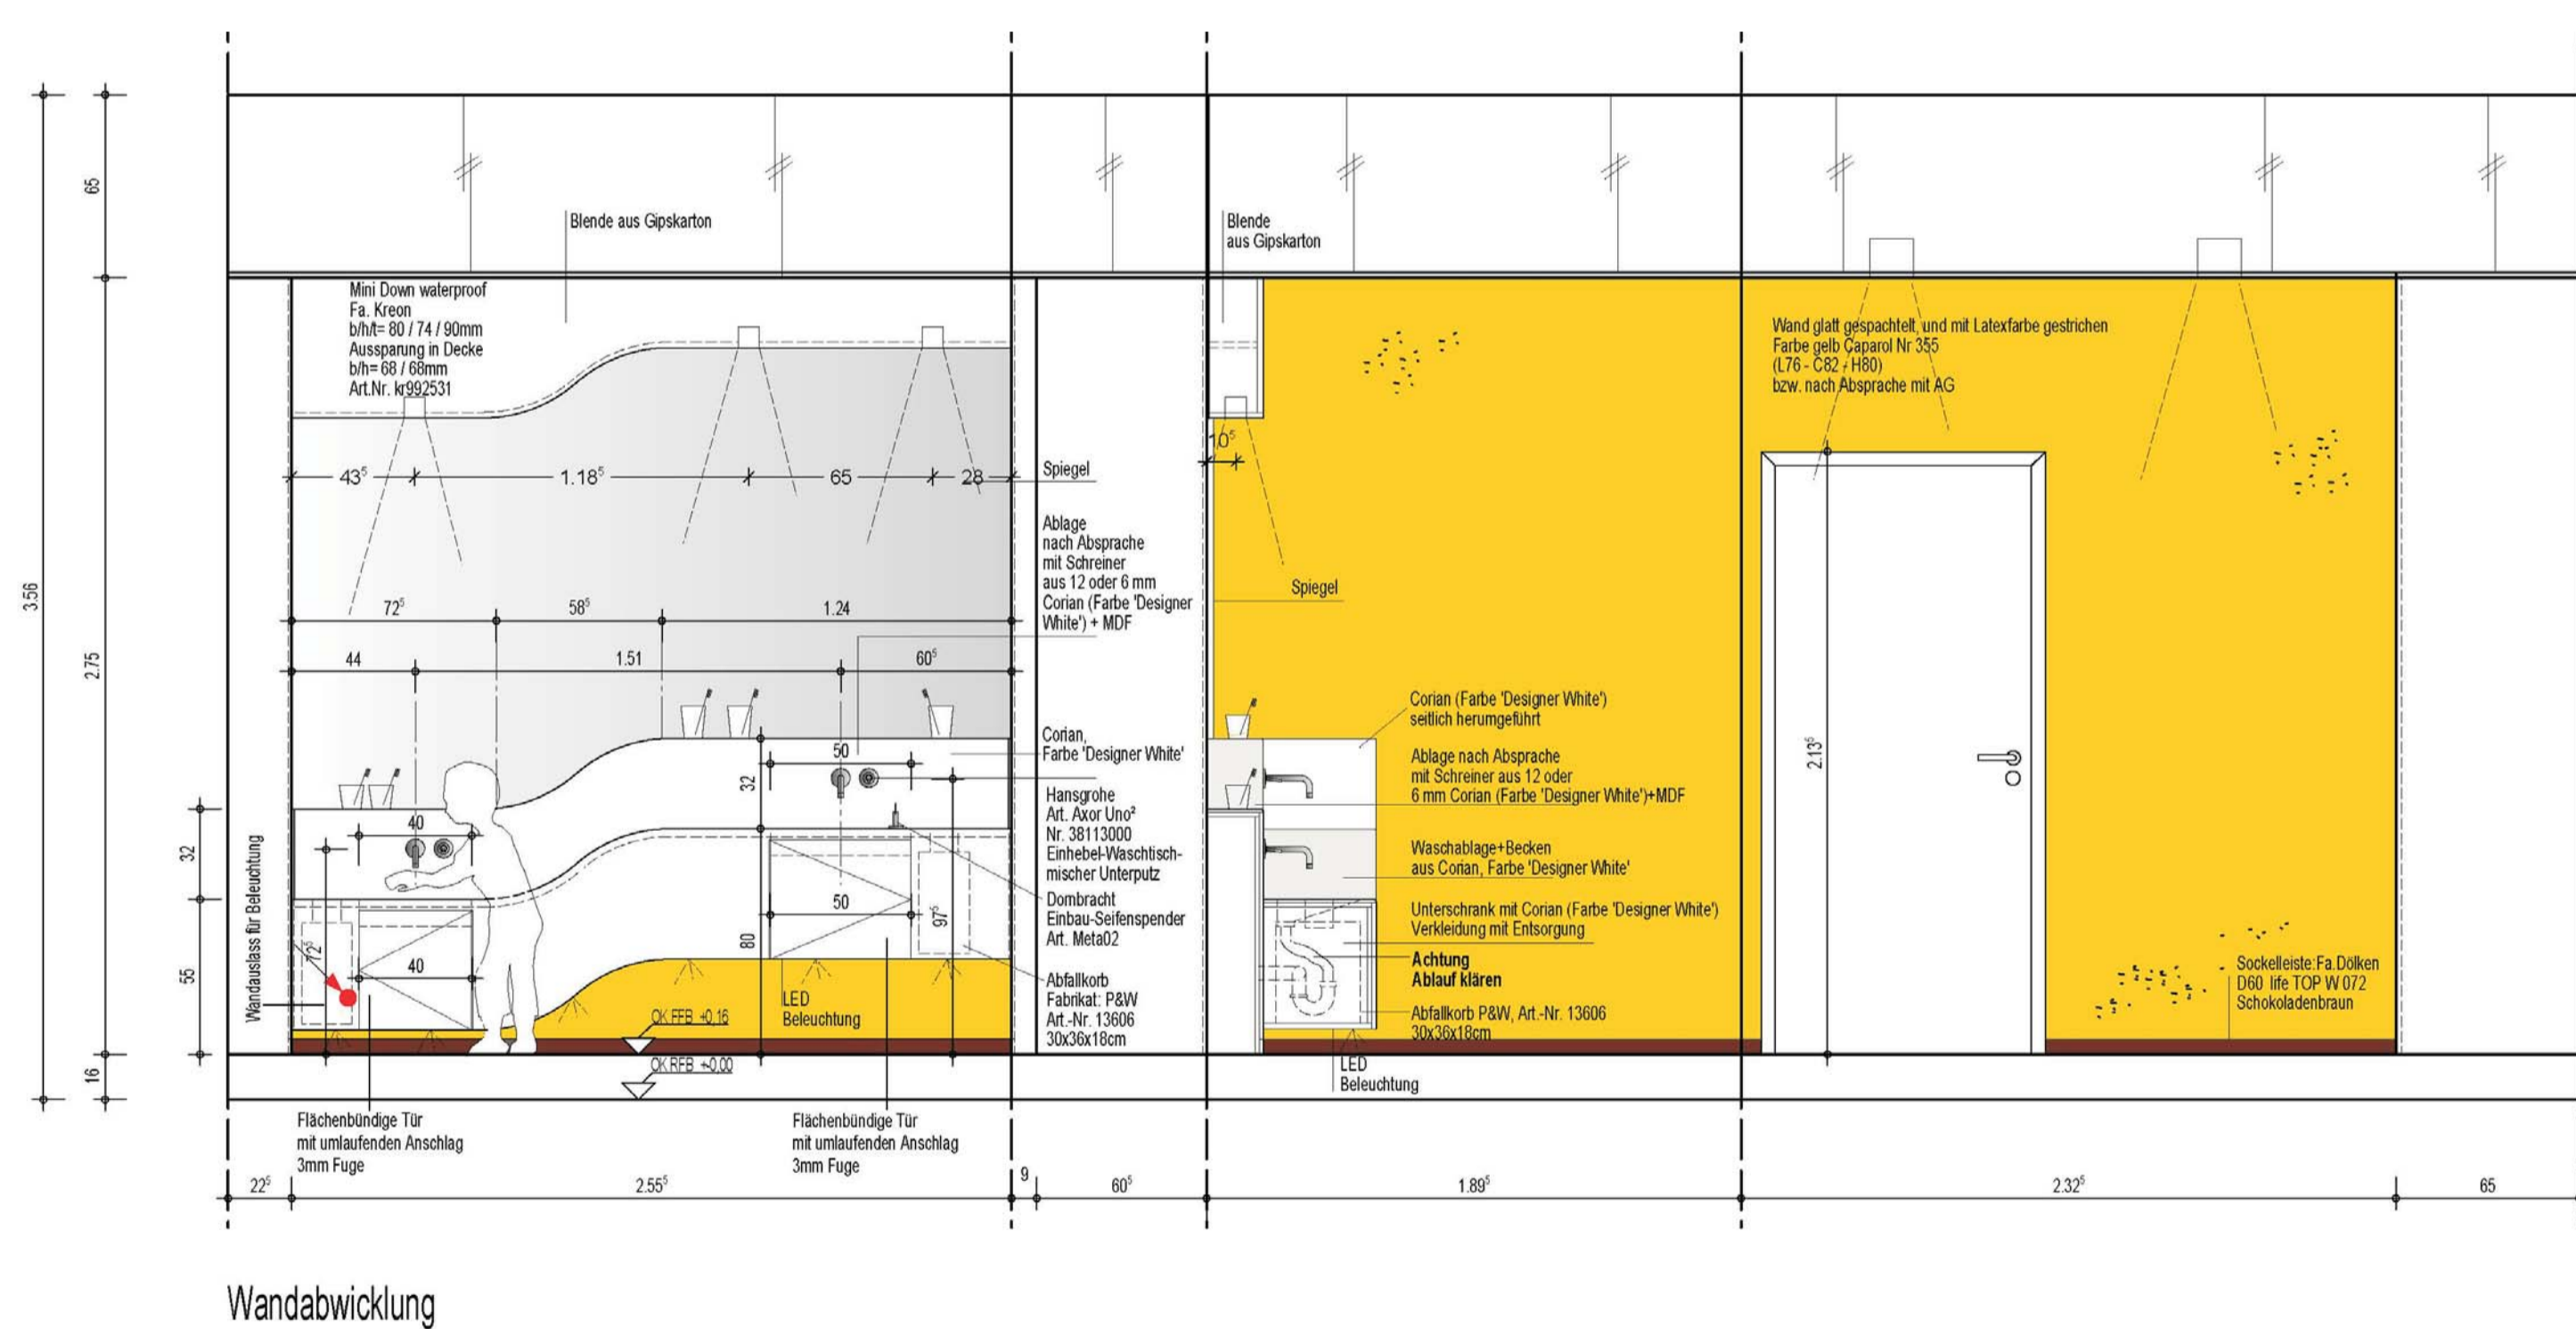 65
3.56
2.75
16
32
55
Blende aus Gipskarton
Mini Down waterproof
Fa. Kreon
b/h/t= 80 / 74 / 90mm
Aussparung in Decke
b/h= 68 / 68mm
Art.Nr. kr992531
43⁵
1.18⁵
65
28
72⁵
58⁵
1.24
44
1.51
60⁵
50
32
40
50
80
97⁵
72⁵
40
Wandauslass für Beleuchtung
LED
Beleuchtung
OK FFB +0,16
OK RFB +-0,00
Flächenbündige Tür
mit umlaufenden Anschlag
3mm Fuge
Flächenbündige Tür
mit umlaufenden Anschlag
3mm Fuge
Spiegel
Ablage
nach Absprache
mit Schreiner
aus 12 oder 6 mm
Corian (Farbe 'Designer
White') + MDF
Corian,
Farbe 'Designer White'
Hansgrohe
Art. Axor Uno²
Nr. 38113000
Einhebel-Waschtisch-
mischer Unterputz
Dornbracht
Einbau-Seifenspender
Art. Meta02
Abfallkorb
Fabrikat: P&W
Art.-Nr. 13606
30x36x18cm
Blende
aus Gipskarton
10⁵
Spiegel
Corian (Farbe 'Designer White')
seitlich herumgeführt
Ablage nach Absprache
mit Schreiner aus 12 oder
6 mm Corian (Farbe 'Designer White')+MDF
Waschablage+Becken
aus Corian, Farbe 'Designer White'
Unterschrank mit Corian (Farbe 'Designer White')
Verkleidung mit Entsorgung
Achtung
Ablauf klären
Abfallkorb P&W, Art.-Nr. 13606
30x36x18cm
LED
Beleuchtung
Wand glatt gespachtelt, und mit Latexfarbe gestrichen
Farbe gelb Caparol Nr 355
(L76 - C82 - H80)
bzw. nach Absprache mit AG
2.13⁵
Sockelleiste:Fa.Dölken
D60 life TOP W 072
Schokoladenbraun
22⁵
2.55⁵
9
60⁵
1.89⁵
2.32⁵
65
Wandabwicklung